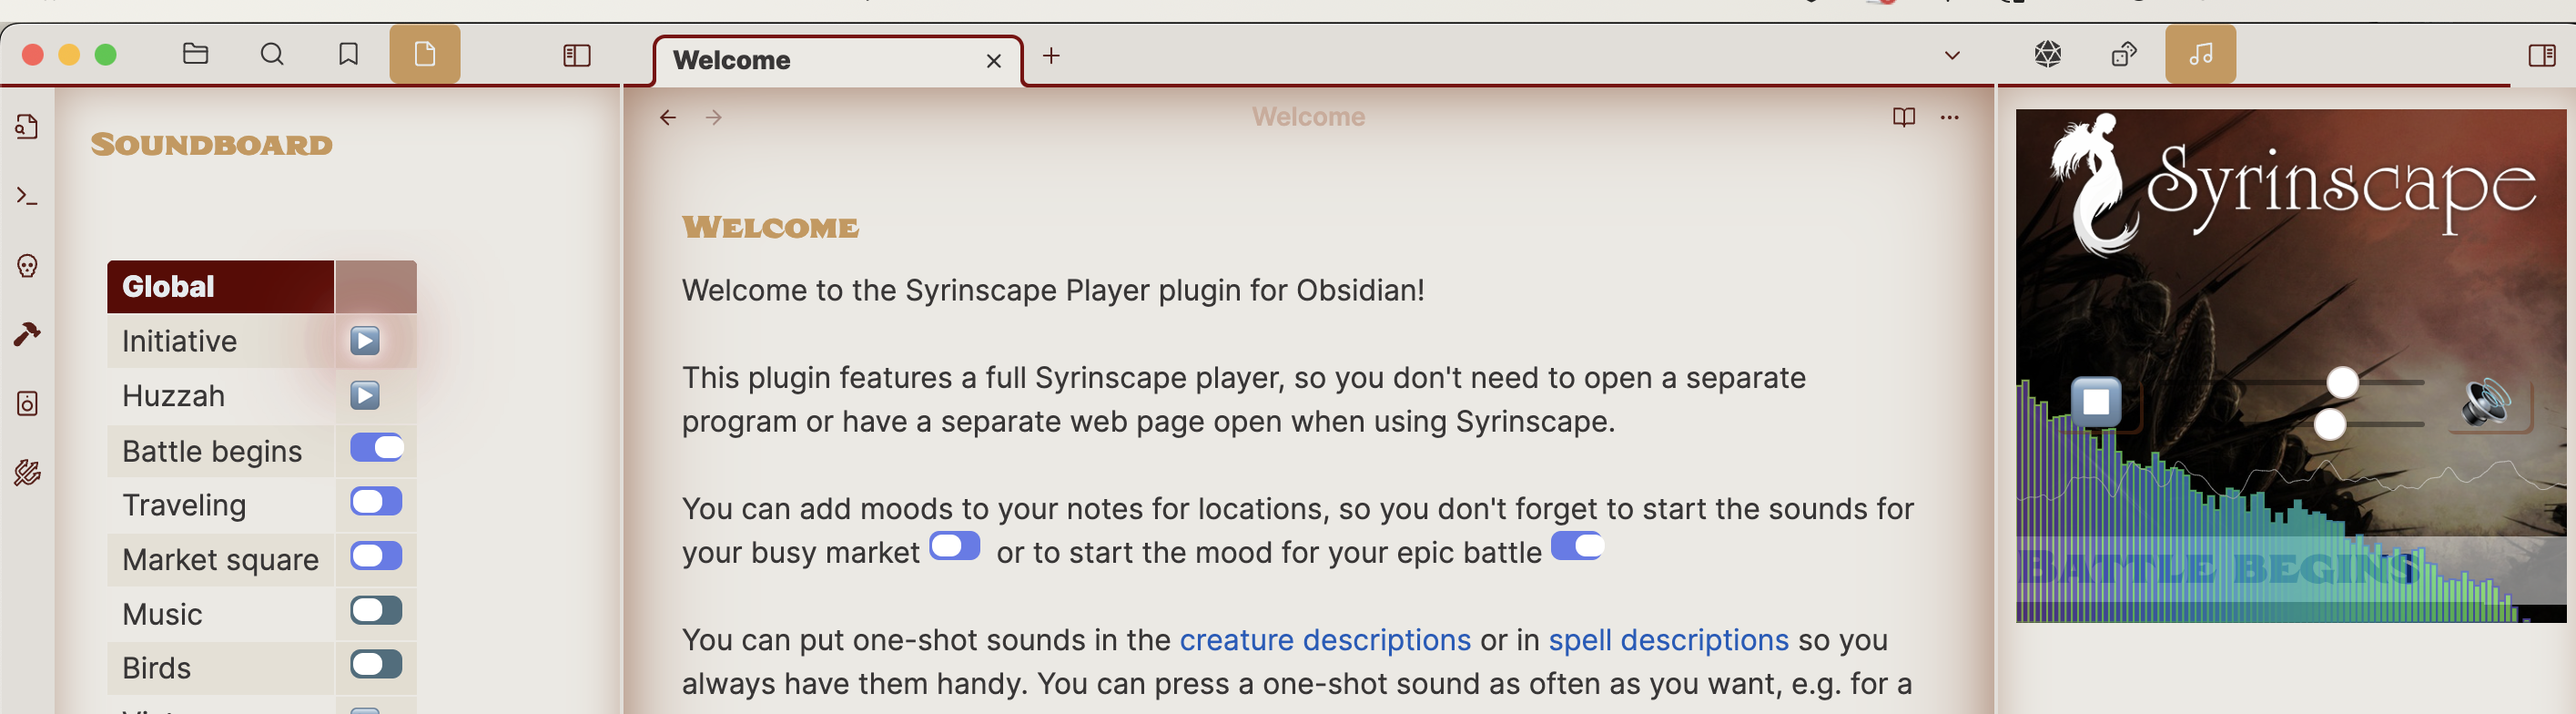 Welcome
Welcome
SOUNDBOARD
Global
Initiative
Huzzah
Battle begins
Traveling
Market square
Music
Birds
WELCOME
Welcome to the Syrinscape Player plugin for Obsidian!
This plugin features a full Syrinscape player, so you don't need to open a separate
program or have a separate web page open when using Syrinscape.
You can add moods to your notes for locations, so you don't forget to start the sounds for
your busy market or to start the mood for your epic battle
You can put one-shot sounds in the creature descriptions or in spell descriptions so you
always have them handy. You can press a one-shot sound as often as you want, e.g. for a
Syrinscape
BATTLE BEGINS